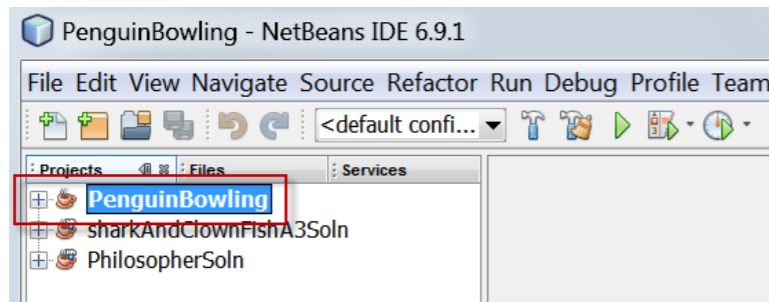 PenguinBowling - NetBeans IDE 6.9.1
File Edit View Navigate Source Refactor Run Debug Profile Team
<default confi...
Projects Files Services
PenguinBowling
sharkAndClownFishA3Soln
PhilosopherSoln